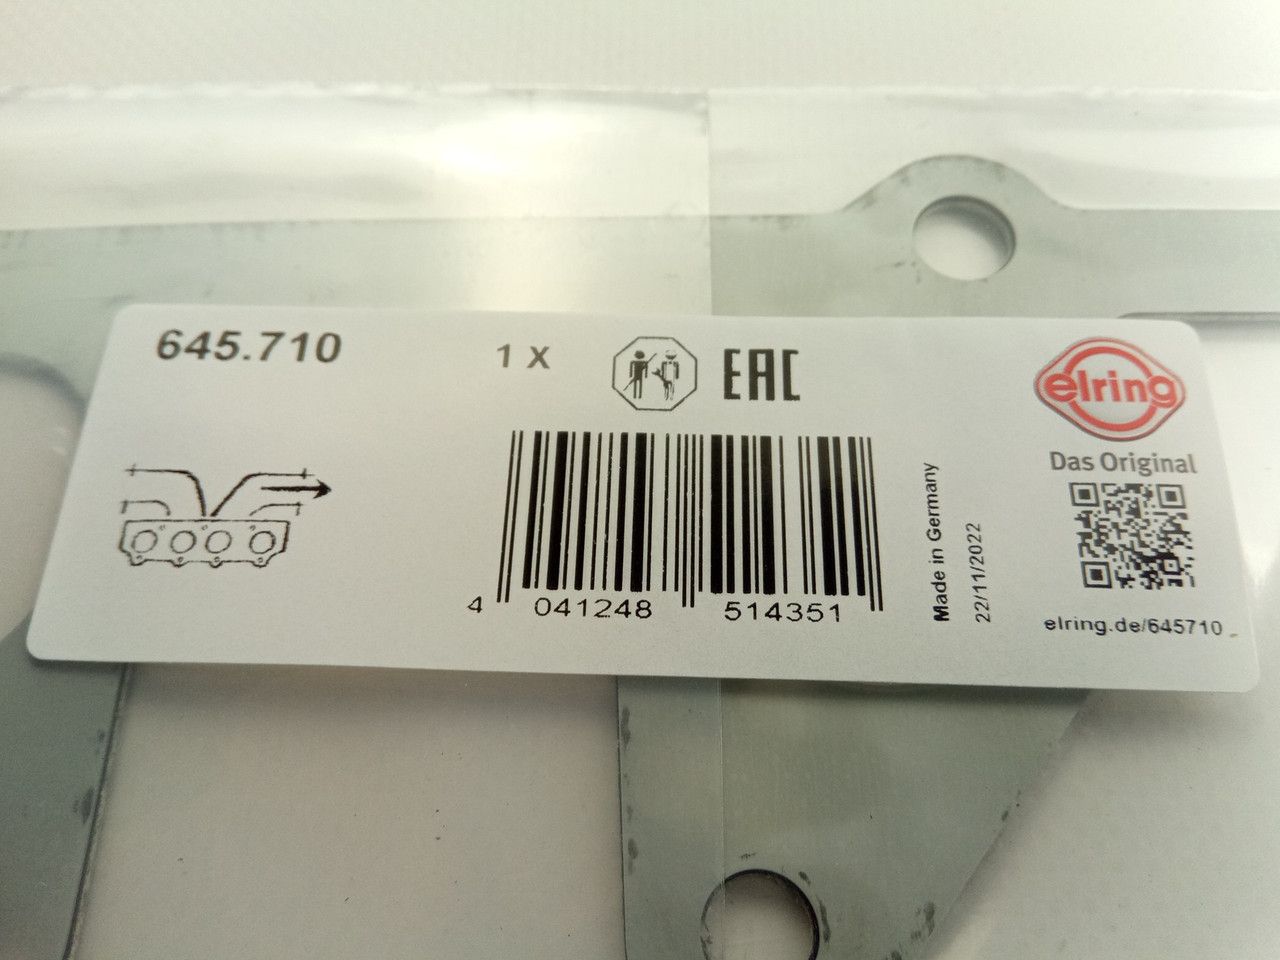 645.710
1 X
EAC
elring
Das Original
Made in Germany
22/11/2022
4 041248 514351
elring.de/645710